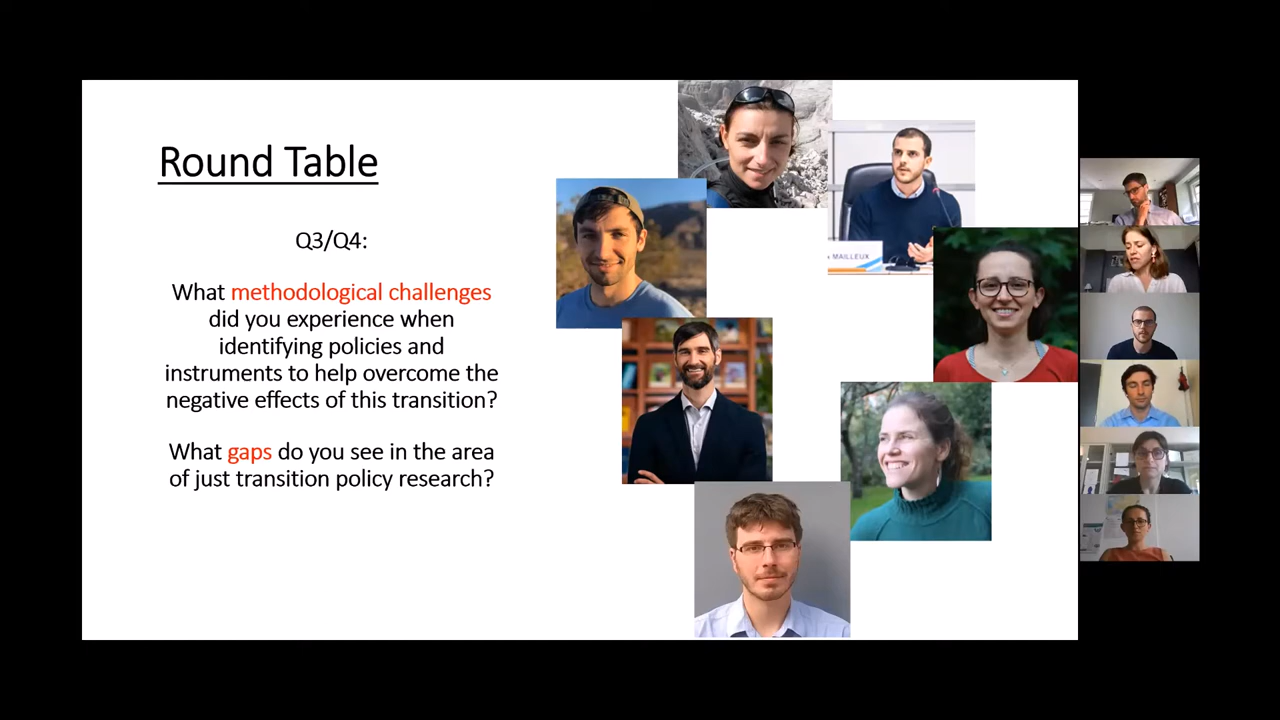 Round Table
Q3/Q4:
What methodological challenges
did you experience when
identifying policies and
instruments to help overcome the
negative effects of this transition?
What gaps do you see in the area
of just transition policy research?
MAILLEUX